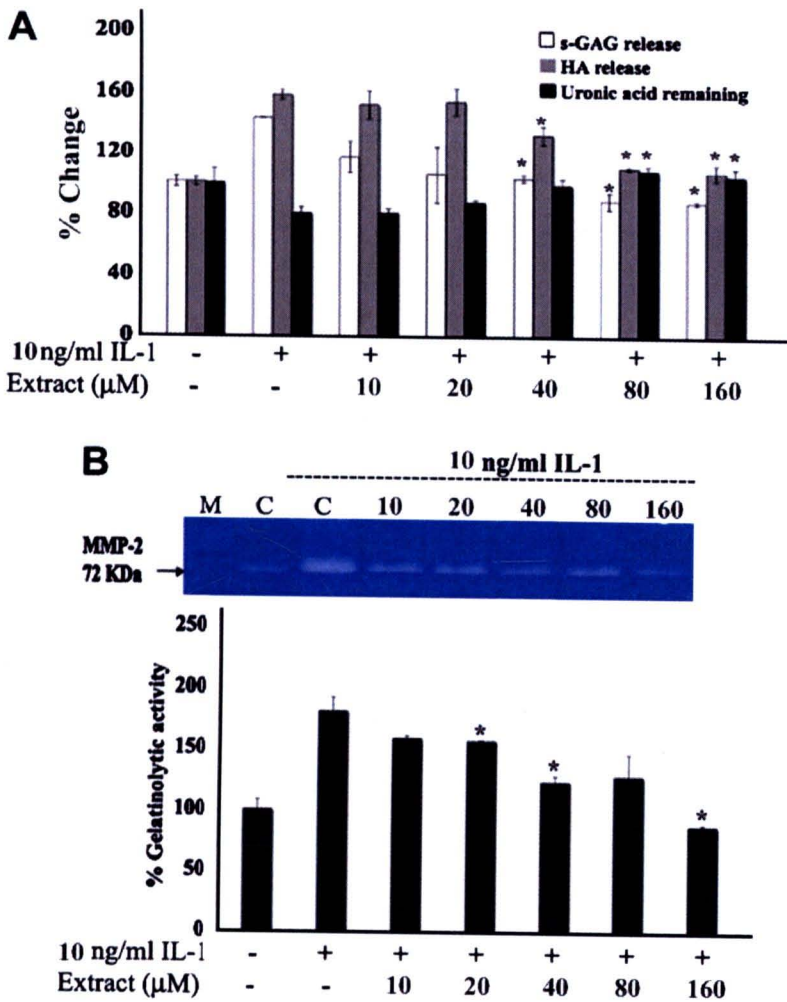 A
200
160
120
80
40
0
% Change
s-GAG release
HA release
Uronic acid remaining
* * * * * * * *
10ng/ml IL-1 - + + + + + +
Extract (μM) - - 10 20 40 80 160
B
10 ng/ml IL-1
M C C 10 20 40 80 160
MMP-2
72 KDa
250
200
150
100
50
0
% Gelatinolytic activity
* * *
10 ng/ml IL-1 - + + + + + +
Extract (μM) - - 10 20 40 80 160